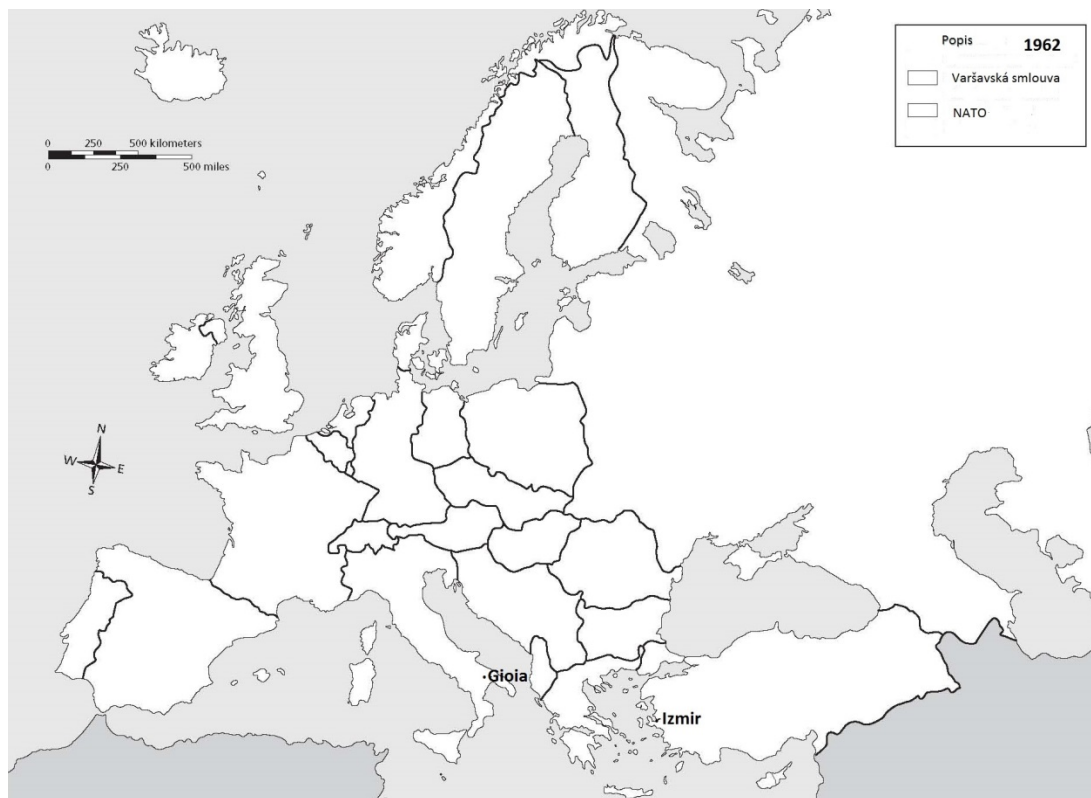 Popis 1962
Varšavská smlouva
NATO
0 250 500 kilometers
0 250 500 miles
N
W E
S
Gioia
Izmir